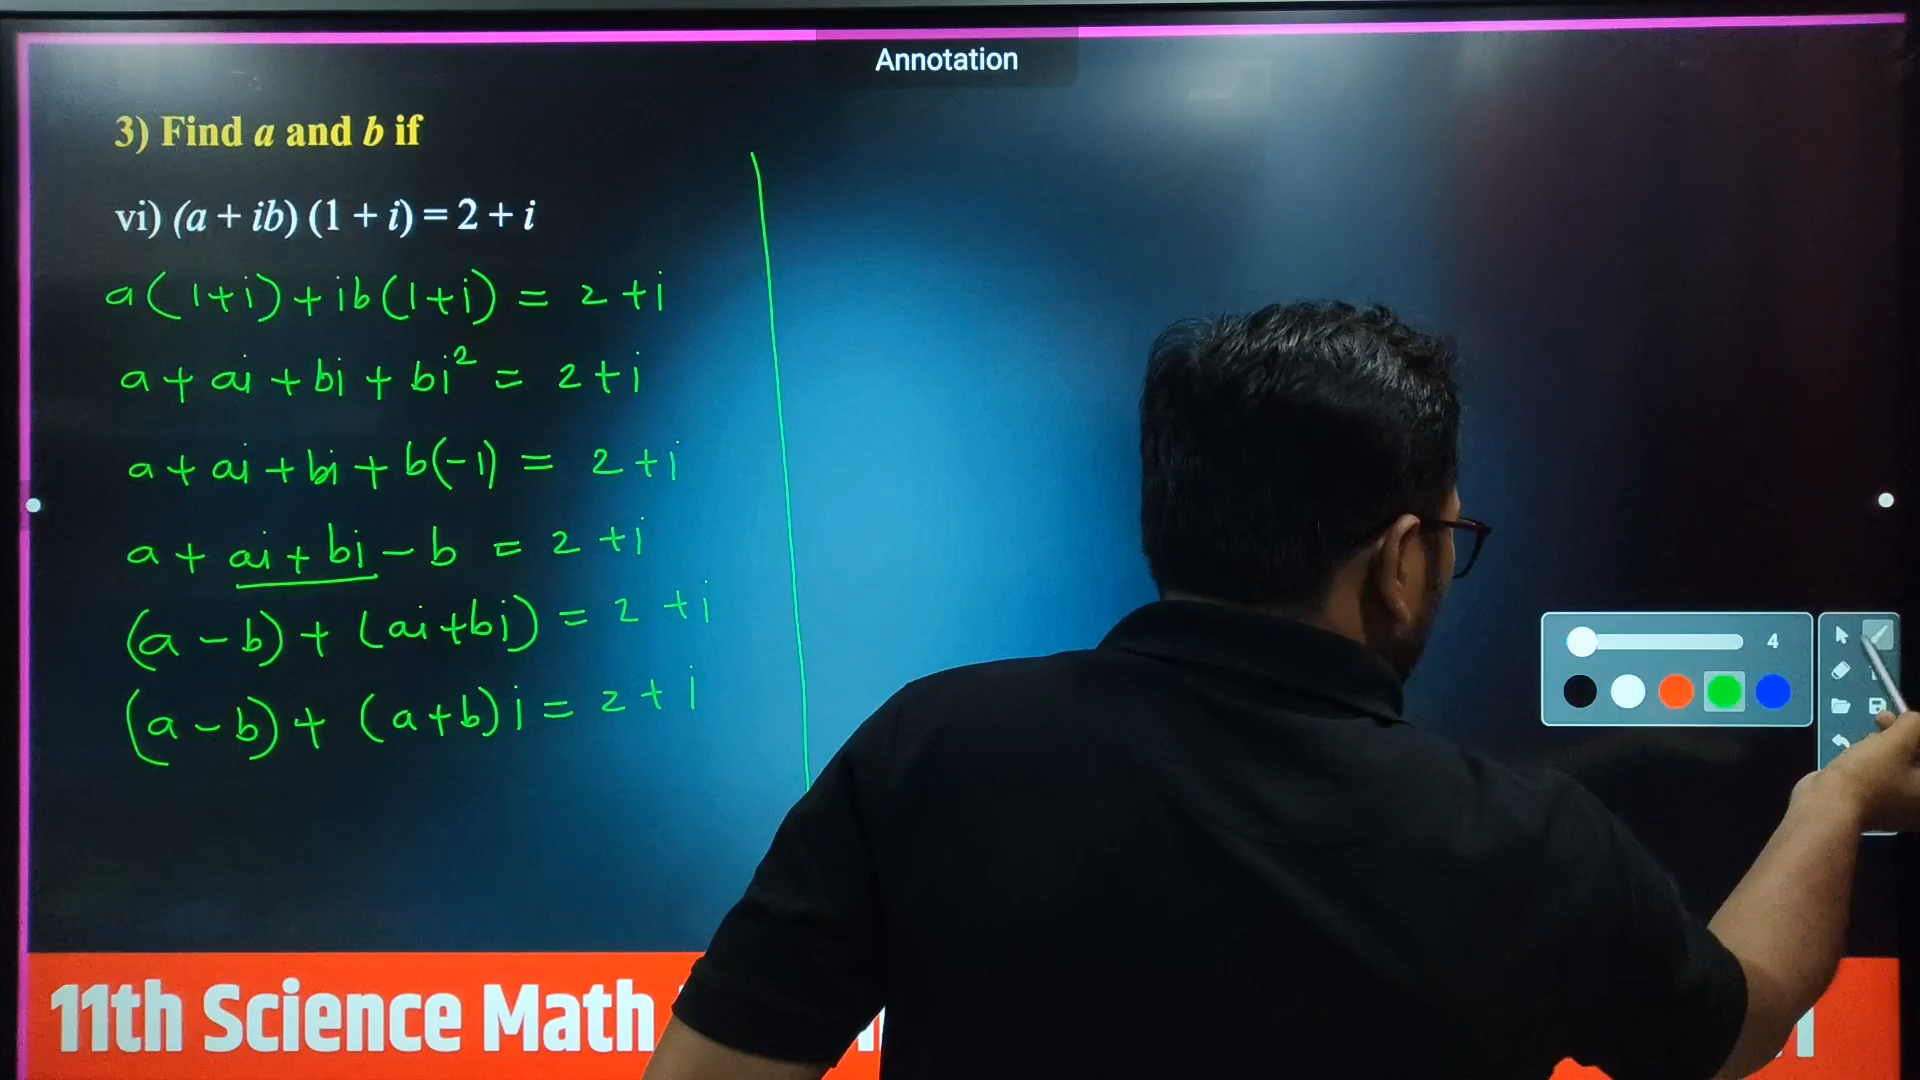 Annotation
3) Find a and b if
vi) (a + ib) (1 + i) = 2 + i
a(1+i)+ib(1+i) = 2+i
a+ai+bi+bi² = 2+i
a+ai+bi+b(-1) = 2+i
a+ai+bi-b = 2+i
(a-b)+(ai+bi) = 2+i
(a-b)+(a+b)i = 2+i
4
11th Science Math